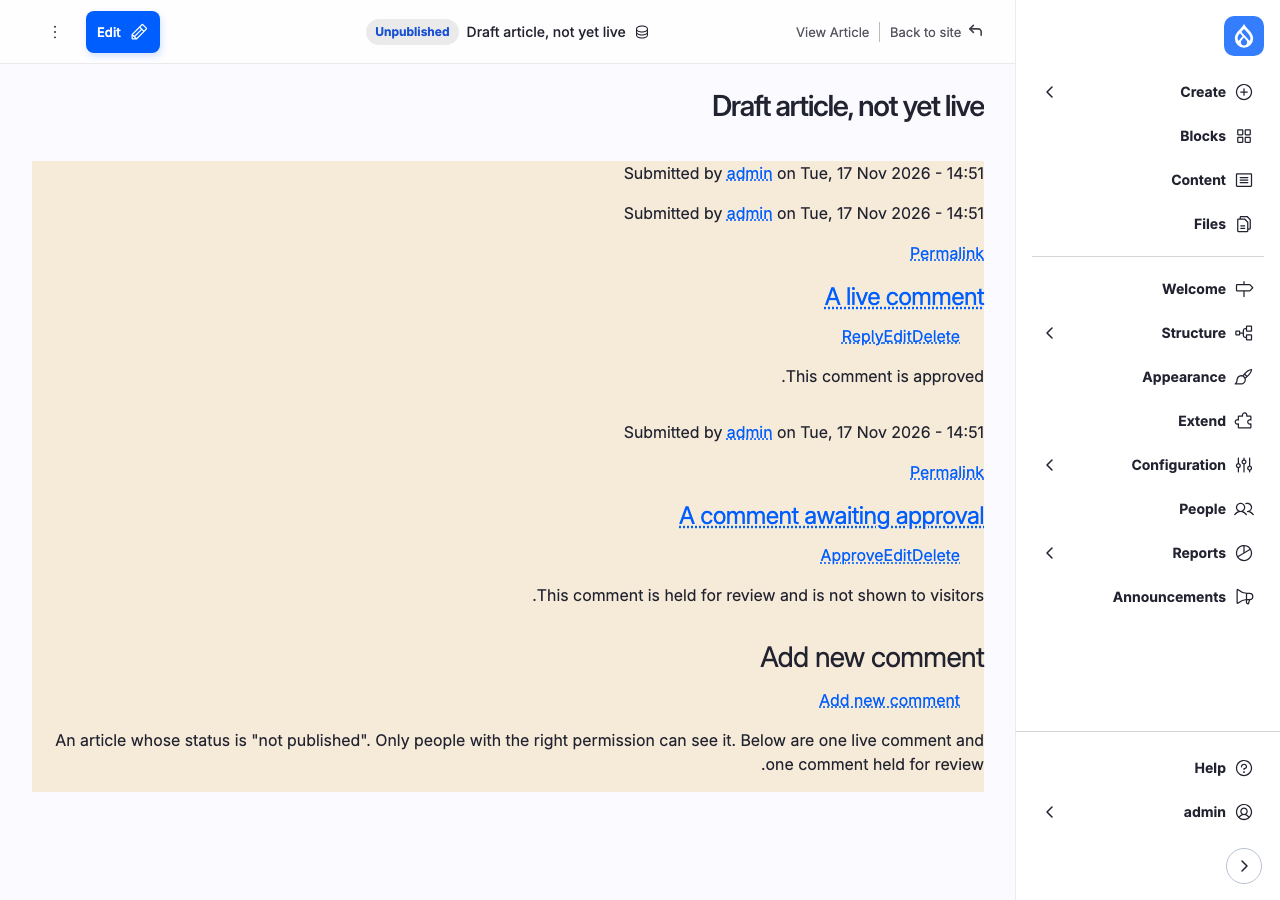 Edit
Unpublished
Draft article, not yet live
View Article
Back to site
Draft article, not yet live
Submitted by admin on Tue, 17 Nov 2026 - 14:51
Submitted by admin on Tue, 17 Nov 2026 - 14:51
Permalink
A live comment
ReplyEditDelete
.This comment is approved
Submitted by admin on Tue, 17 Nov 2026 - 14:51
Permalink
A comment awaiting approval
ApproveEditDelete
.This comment is held for review and is not shown to visitors
Add new comment
Add new comment
An article whose status is "not published". Only people with the right permission can see it. Below are one live comment and
.one comment held for review
Create
Blocks
Content
Files
Welcome
Structure
Appearance
Extend
Configuration
People
Reports
Announcements
Help
admin